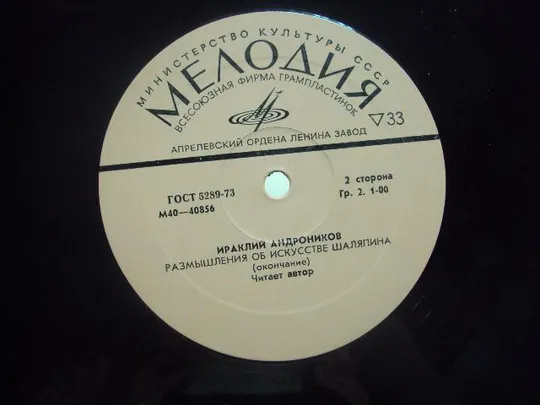 МИНИСТЕРСТВО КУЛЬТУРЫ СССР
МЕЛОДИЯ
ВСЕСОЮЗНАЯ ФИРМА ГРАМПЛАСТИНОК
▽33
АПРЕЛЕВСКИЙ ОРДЕНА ЛЕНИНА ЗАВОД
ГОСТ 5289-73
М40—40856
2 сторона
Гр. 2. 1-00
ИРАКЛИЙ АНДРОНИКОВ
РАЗМЫШЛЕНИЯ ОБ ИСКУССТВЕ ШАЛЯПИНА
(окончание)
Читает автор